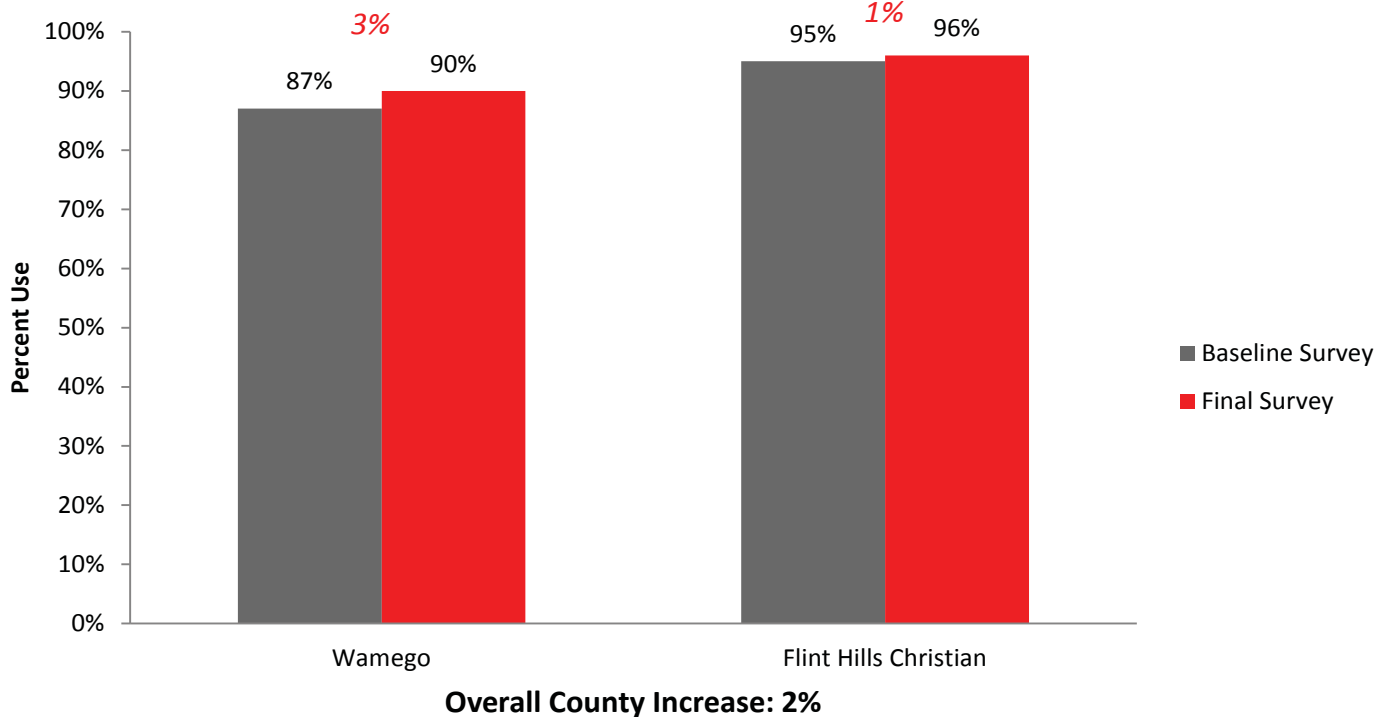 3%
1%
100%
90%
80%
70%
60%
50%
40%
30%
20%
10%
0%
Percent Use
87%
90%
95%
96%
Wamego
Flint Hills Christian
Baseline Survey
Final Survey
Overall County Increase: 2%